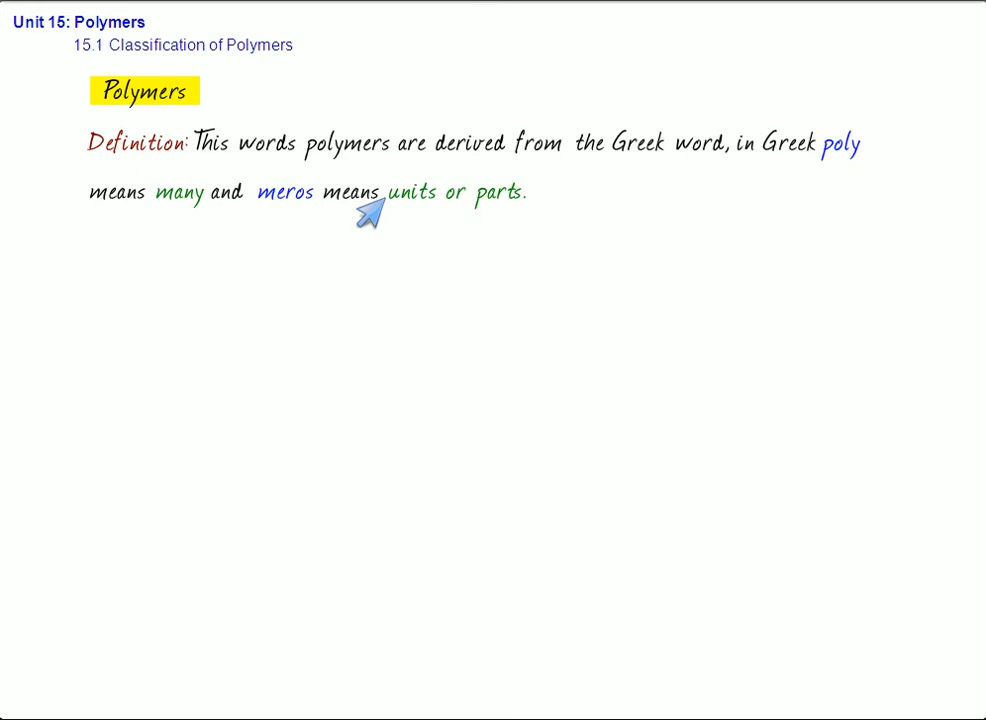 Unit 15: Polymers
15.1 Classification of Polymers
Polymers
Definition: This words polymers are derived from the Greek word, in Greek poly
means many and meros means units or parts.